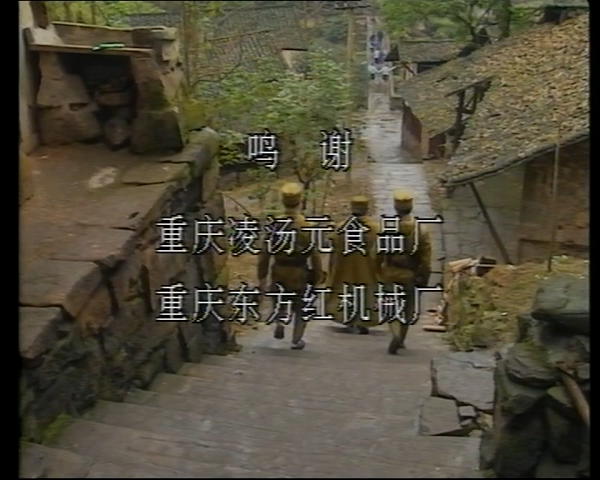 鸣 谢
重庆凌汤元食品厂
重庆东方红机械厂